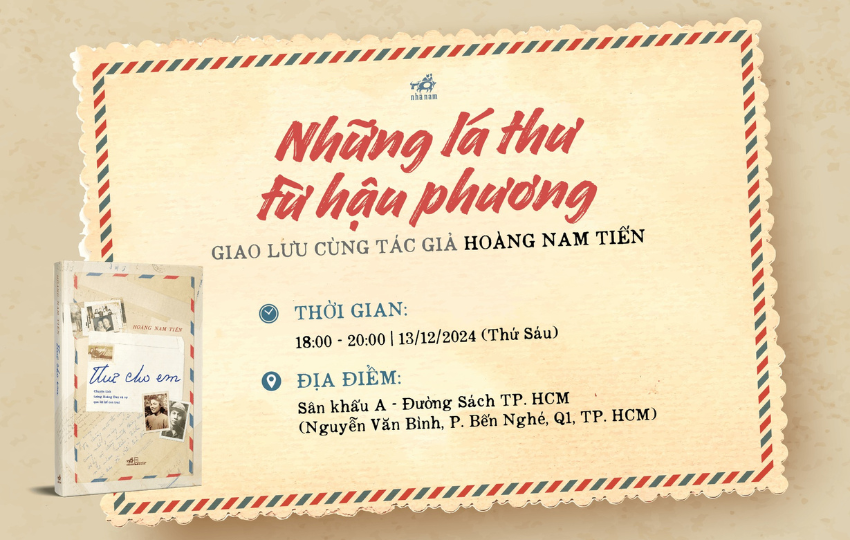 nhã nam
Những lá thư
từ hậu phương
GIAO LƯU CÙNG TÁC GIẢ HOÀNG NAM TIẾN
THỜI GIAN:
18:00 - 20:00 | 13/12/2024 (Thứ Sáu)
ĐỊA ĐIỂM:
Sân khấu A - Đường Sách TP. HCM
(Nguyễn Văn Bình, P. Bến Nghé, Q1, TP. HCM)
HOÀNG NAM TIẾN
Thư cho em